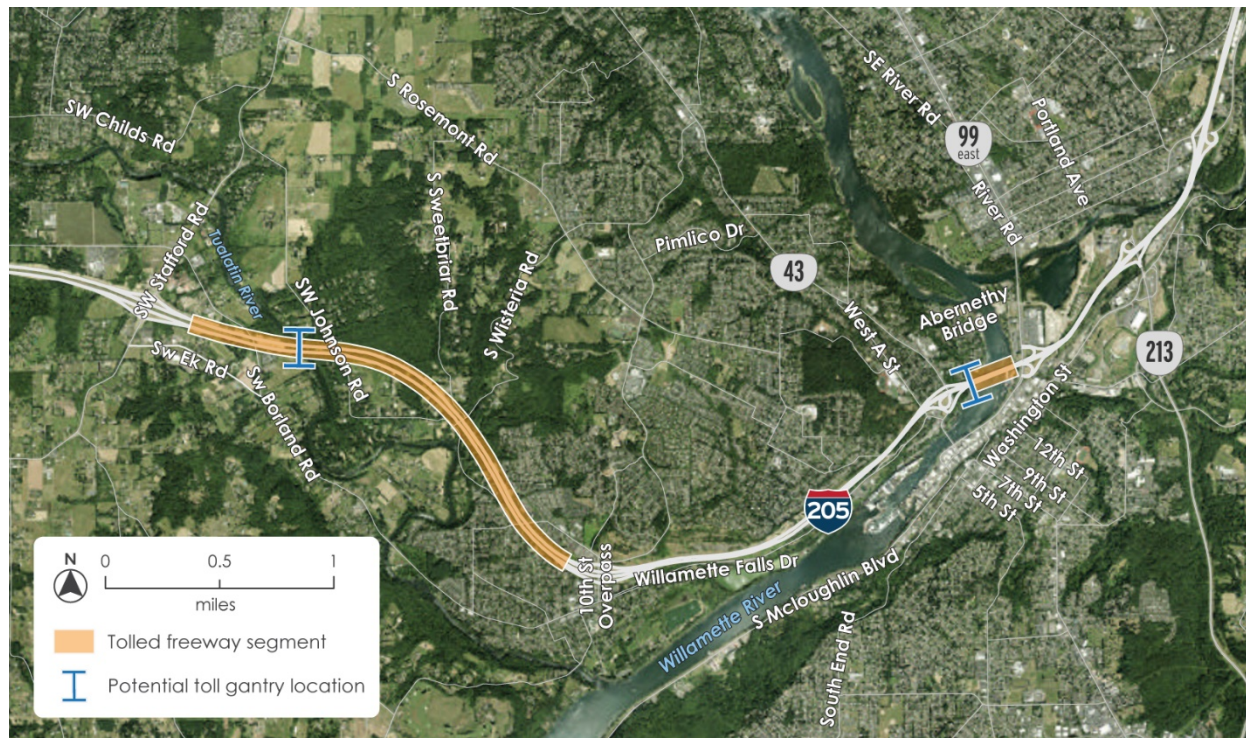 SW Childs Rd
S Rosemont Rd
SE River Rd
Portland Ave
99
east
River Rd
SW Stafford Rd
Tualatin River
S Sweetbriar Rd
Pimlico Dr
43
SW Johnson Rd
S Wisteria Rd
West A St
Abernethy
Bridge
213
Sw Ek Rd
Sw Borland Rd
Washington St
12th St
9th St
7th St
5th St
205
10th St
Overpass
Willamette Falls Dr
Willamette River
S Mcloughlin Blvd
South End Rd
N
0 0.5 1
miles
Tolled freeway segment
Potential toll gantry location